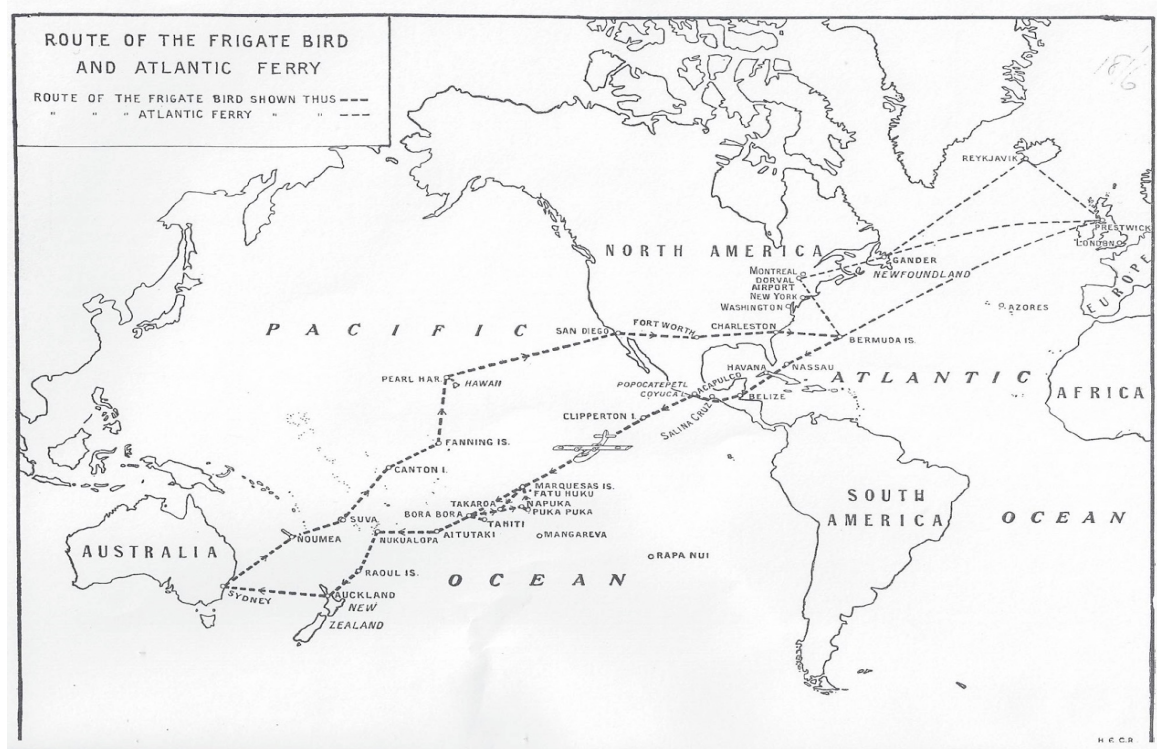 ROUTE OF THE FRIGATE BIRD
AND ATLANTIC FERRY
ROUTE OF THE FRIGATE BIRD SHOWN THUS ---
" " " ATLANTIC FERRY " " ---
186
REYKJAVIK
PRESTWICK
LONDON
NORTH AMERICA
GANDER
NEWFOUNDLAND
EUROPE
MONTREAL
DORVAL
AIRPORT
NEW YORK
WASHINGTON
AZORES
PACIFIC
SAN DIEGO
FORT WORTH
CHARLESTON
BERMUDA IS.
HAVANA
NASSAU
ATLANTIC
PEARL HAR.
HAWAII
POPOCATEPETL
COYUCA
ACAPULCO
BELIZE
AFRICA
CLIPPERTON I.
SALINA CRUZ
FANNING IS.
CANTON I.
MARQUESAS IS.
FATU HUKU
TAKAROA
NAPUKA
BORA BORA
PUKA PUKA
TAHITI
SOUTH
AMERICA
OCEAN
SUVA
NOUMEA
NUKUALOPA
AITUTAKI
MANGAREVA
AUSTRALIA
RAPA NUI
RAOUL IS.
OCEAN
SYDNEY
AUCKLAND
NEW
ZEALAND
H.E.C.R.